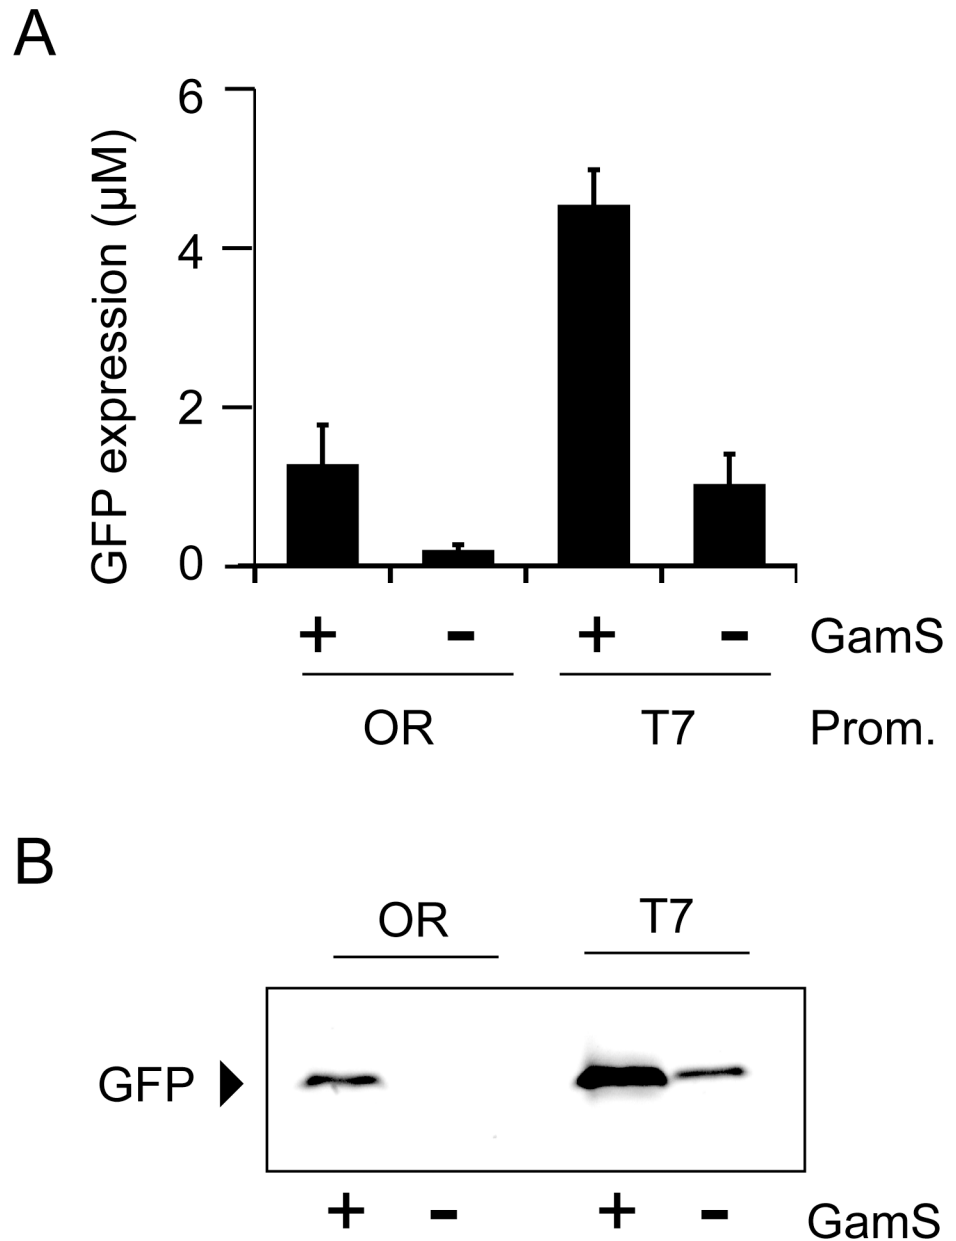 A
GFP expression (µM)
6
4
2
0
+ - + - GamS
OR T7 Prom.
B
OR T7
GFP
+ - + - GamS